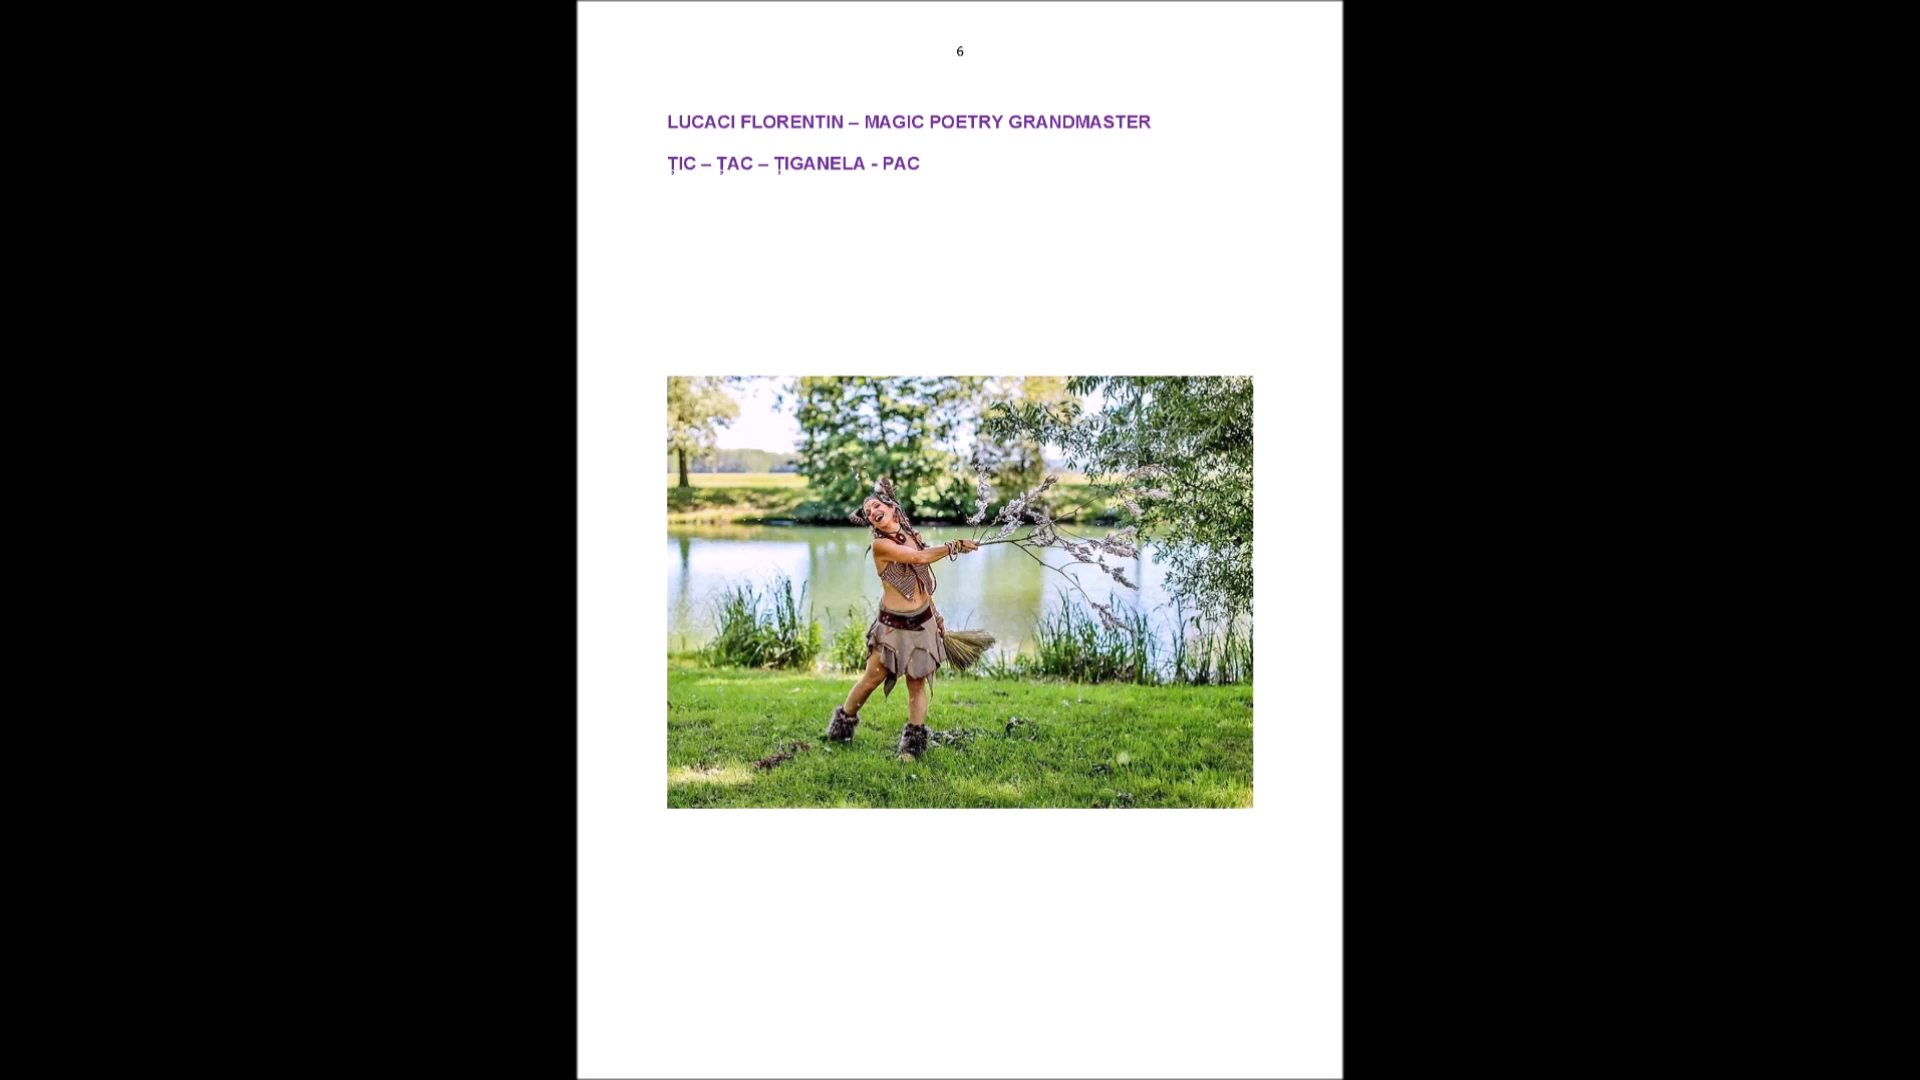 6
LUCACI FLORENTIN – MAGIC POETRY GRANDMASTER
ȚIC – ȚAC – ȚIGANELA - PAC